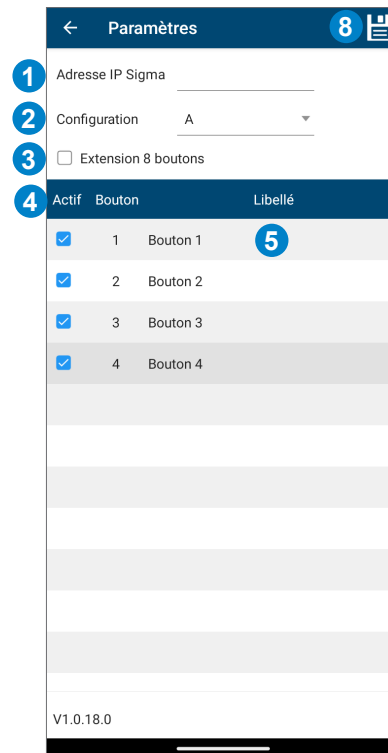 ← Paramètres 8
1 Adresse IP Sigma
2 Configuration A
3 Extension 8 boutons
4 Actif Bouton Libellé
1 Bouton 1 5
2 Bouton 2
3 Bouton 3
4 Bouton 4
V1.0.18.0